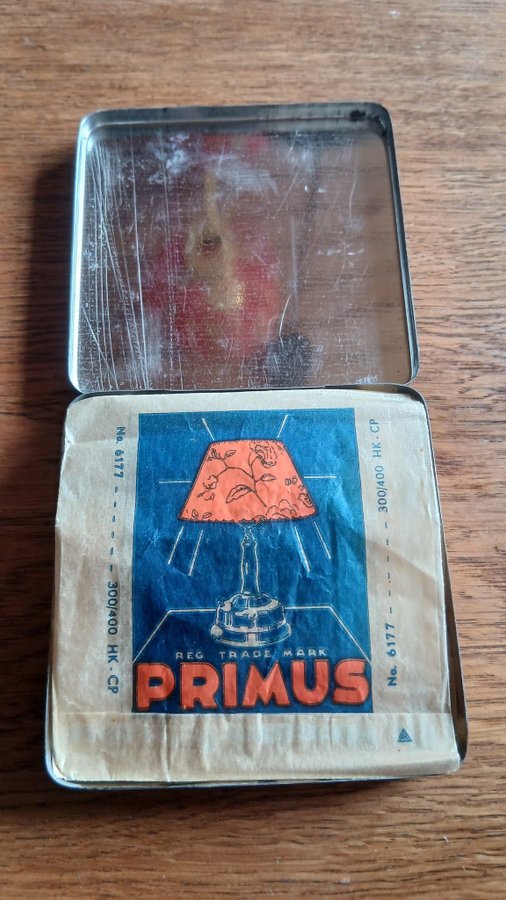 No. 6177 - - - - - - 300/400 HK·CP
No. 6177 - - - - - - 300/400 HK·CP
REG TRADE MARK
PRIMUS